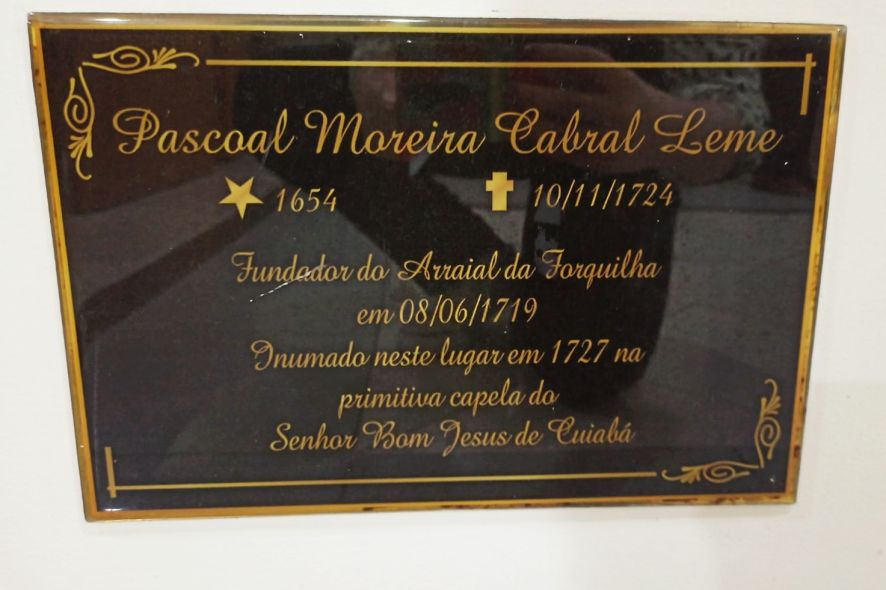 Pascoal Moreira Cabral Leme
1654 10/11/1724
Fundador do Arraial da Forquilha
em 08/06/1719
Inumado neste lugar em 1727 na
primitiva capela do
Senhor Bom Jesus de Cuiabá